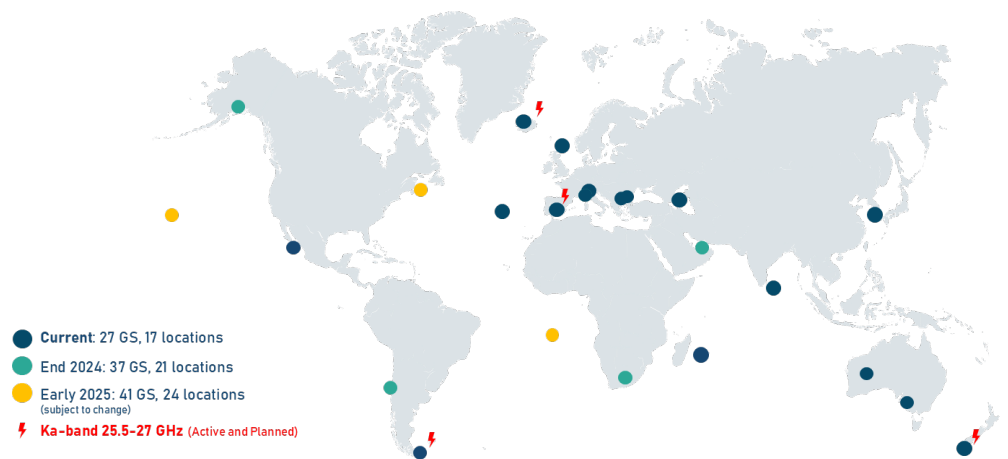 Current: 27 GS, 17 locations
End 2024: 37 GS, 21 locations
Early 2025: 41 GS, 24 locations
(subject to change)
Ka-band 25.5-27 GHz (Active and Planned)